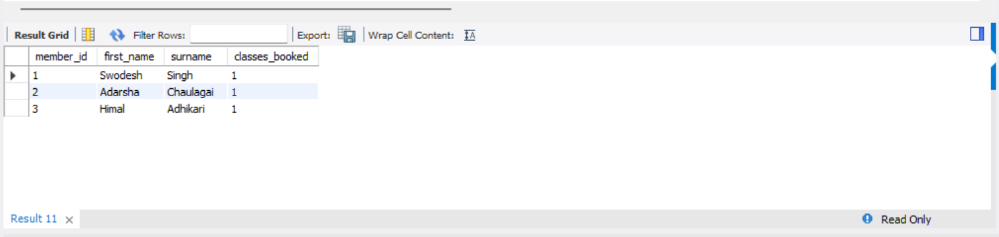 Result Grid Filter Rows: Export: Wrap Cell Content: IA
member_id first_name surname classes_booked
1 Swodesh Singh 1
2 Adarsha Chaulagai 1
3 Himal Adhikari 1
Result 11 × Read Only